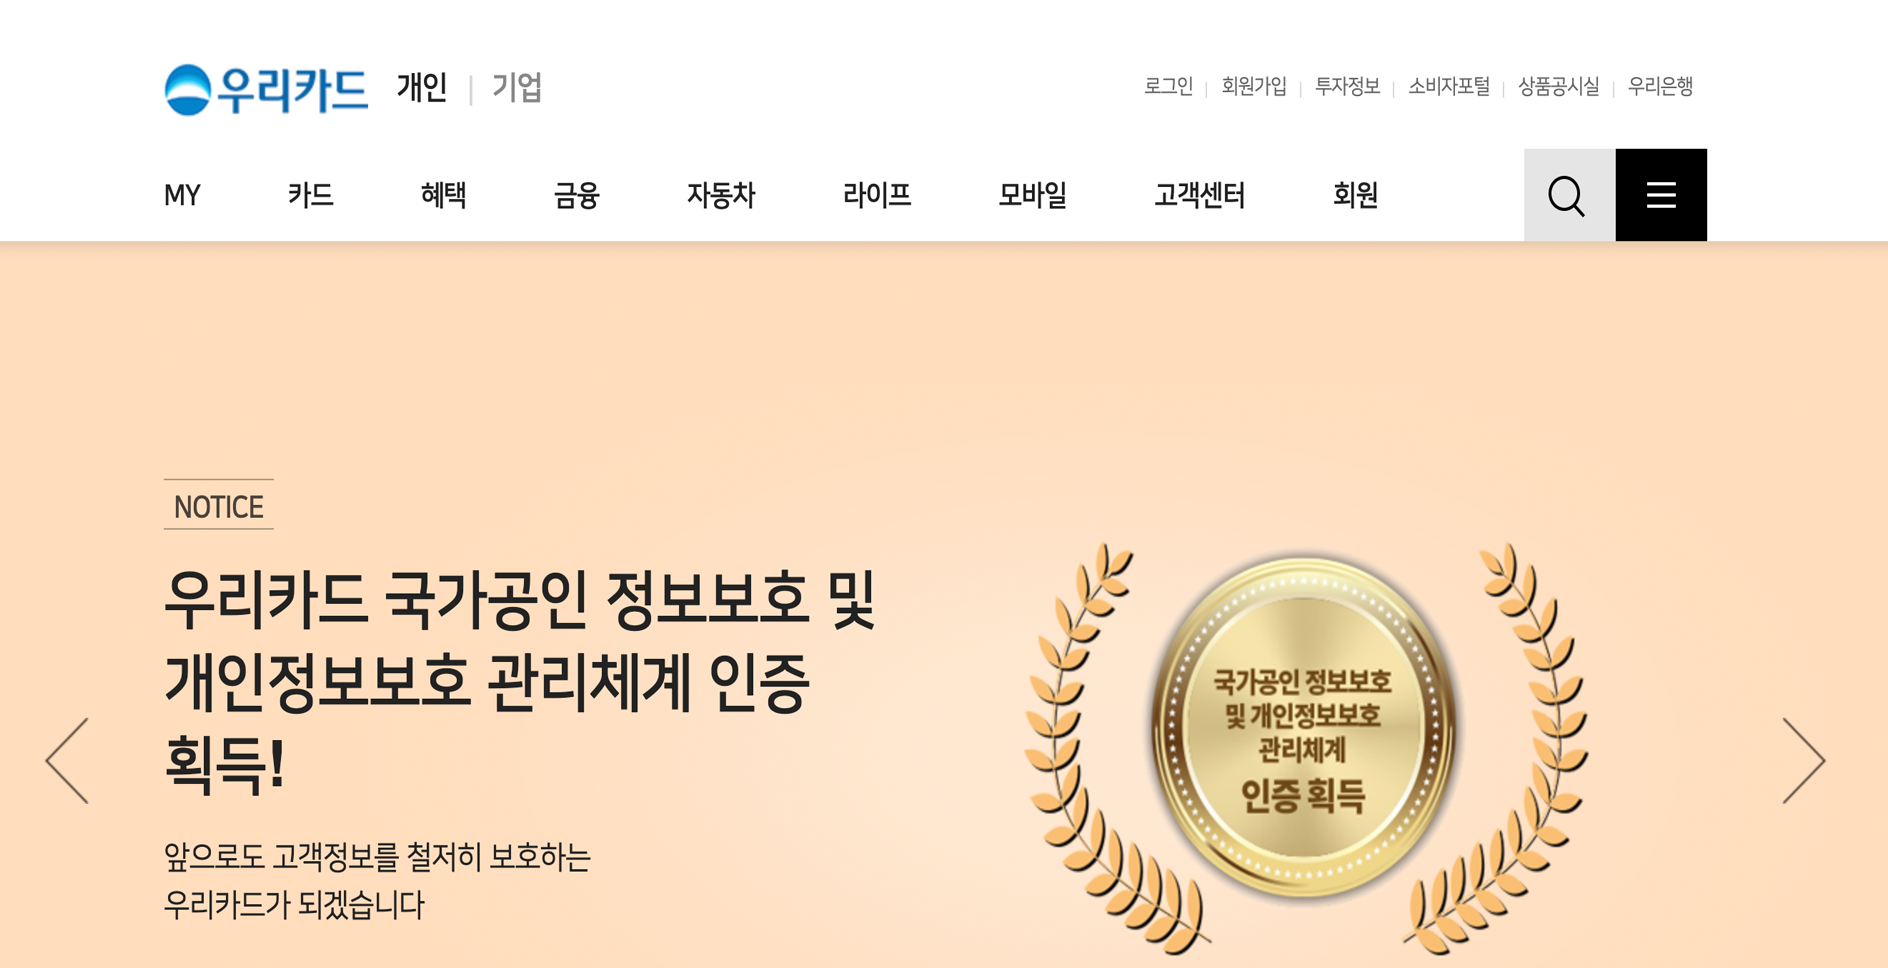 우리카드 개인 기업
로그인 회원가입 투자정보 소비자포털 상품공시실 우리은행
MY 카드 혜택 금융 자동차 라이프 모바일 고객센터 회원
NOTICE
우리카드 국가공인 정보보호 및
개인정보보호 관리체계 인증
획득!
앞으로도 고객정보를 철저히 보호하는
우리카드가 되겠습니다
국가공인 정보보호
및 개인정보보호
관리체계
인증 획득